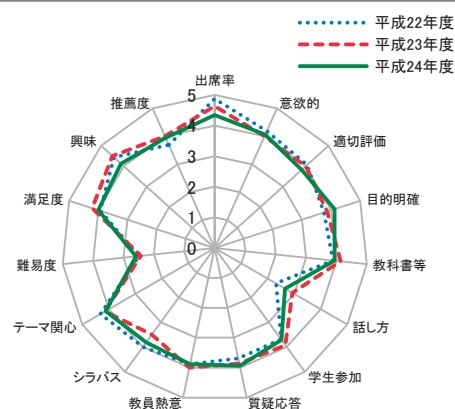 平成22年度
平成23年度
平成24年度
出席率
意欲的
適切評価
目的明確
教科書等
話し方
学生参加
質疑応答
教員熱意
シラバス
テーマ関心
難易度
満足度
興味
推薦度
5
4
3
2
1
0